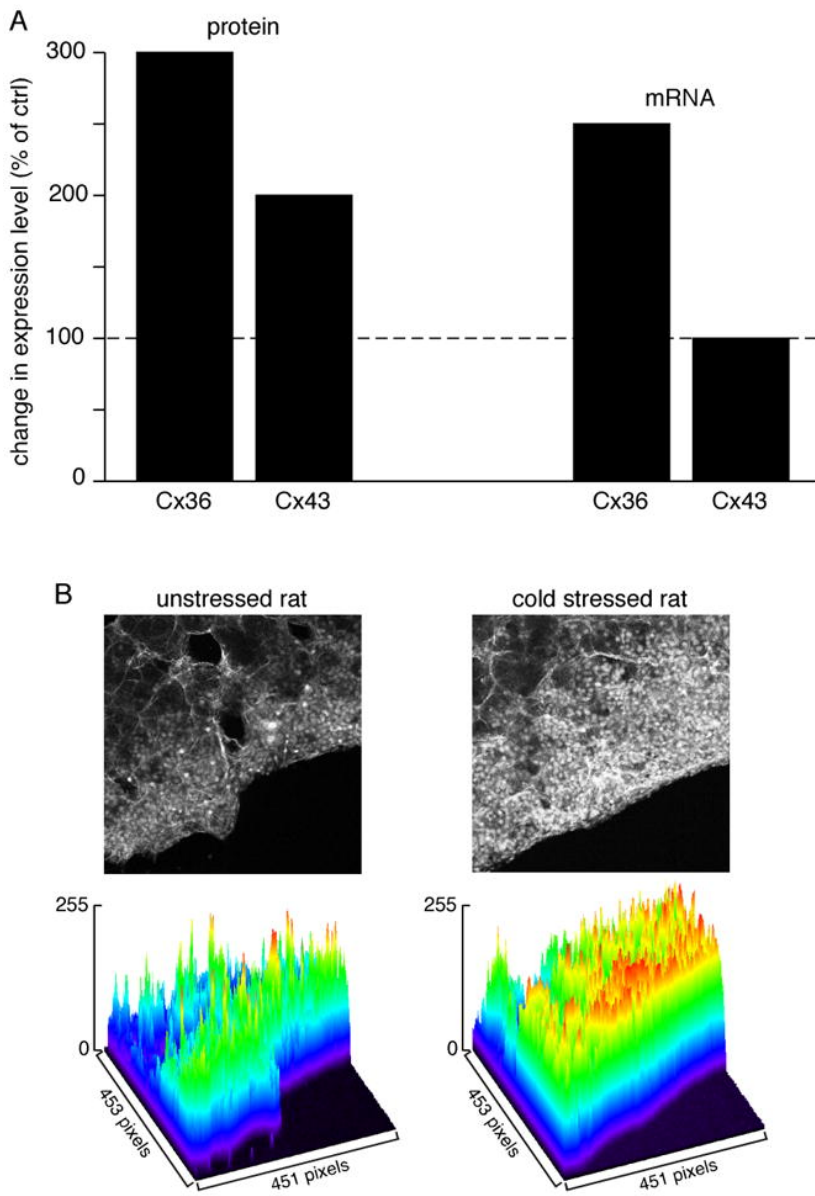 A
protein
mRNA
change in expression level (% of ctrl)
300
200
100
0
Cx36
Cx43
Cx36
Cx43
B
unstressed rat
cold stressed rat
255
0
453 pixels
451 pixels
255
0
453 pixels
451 pixels